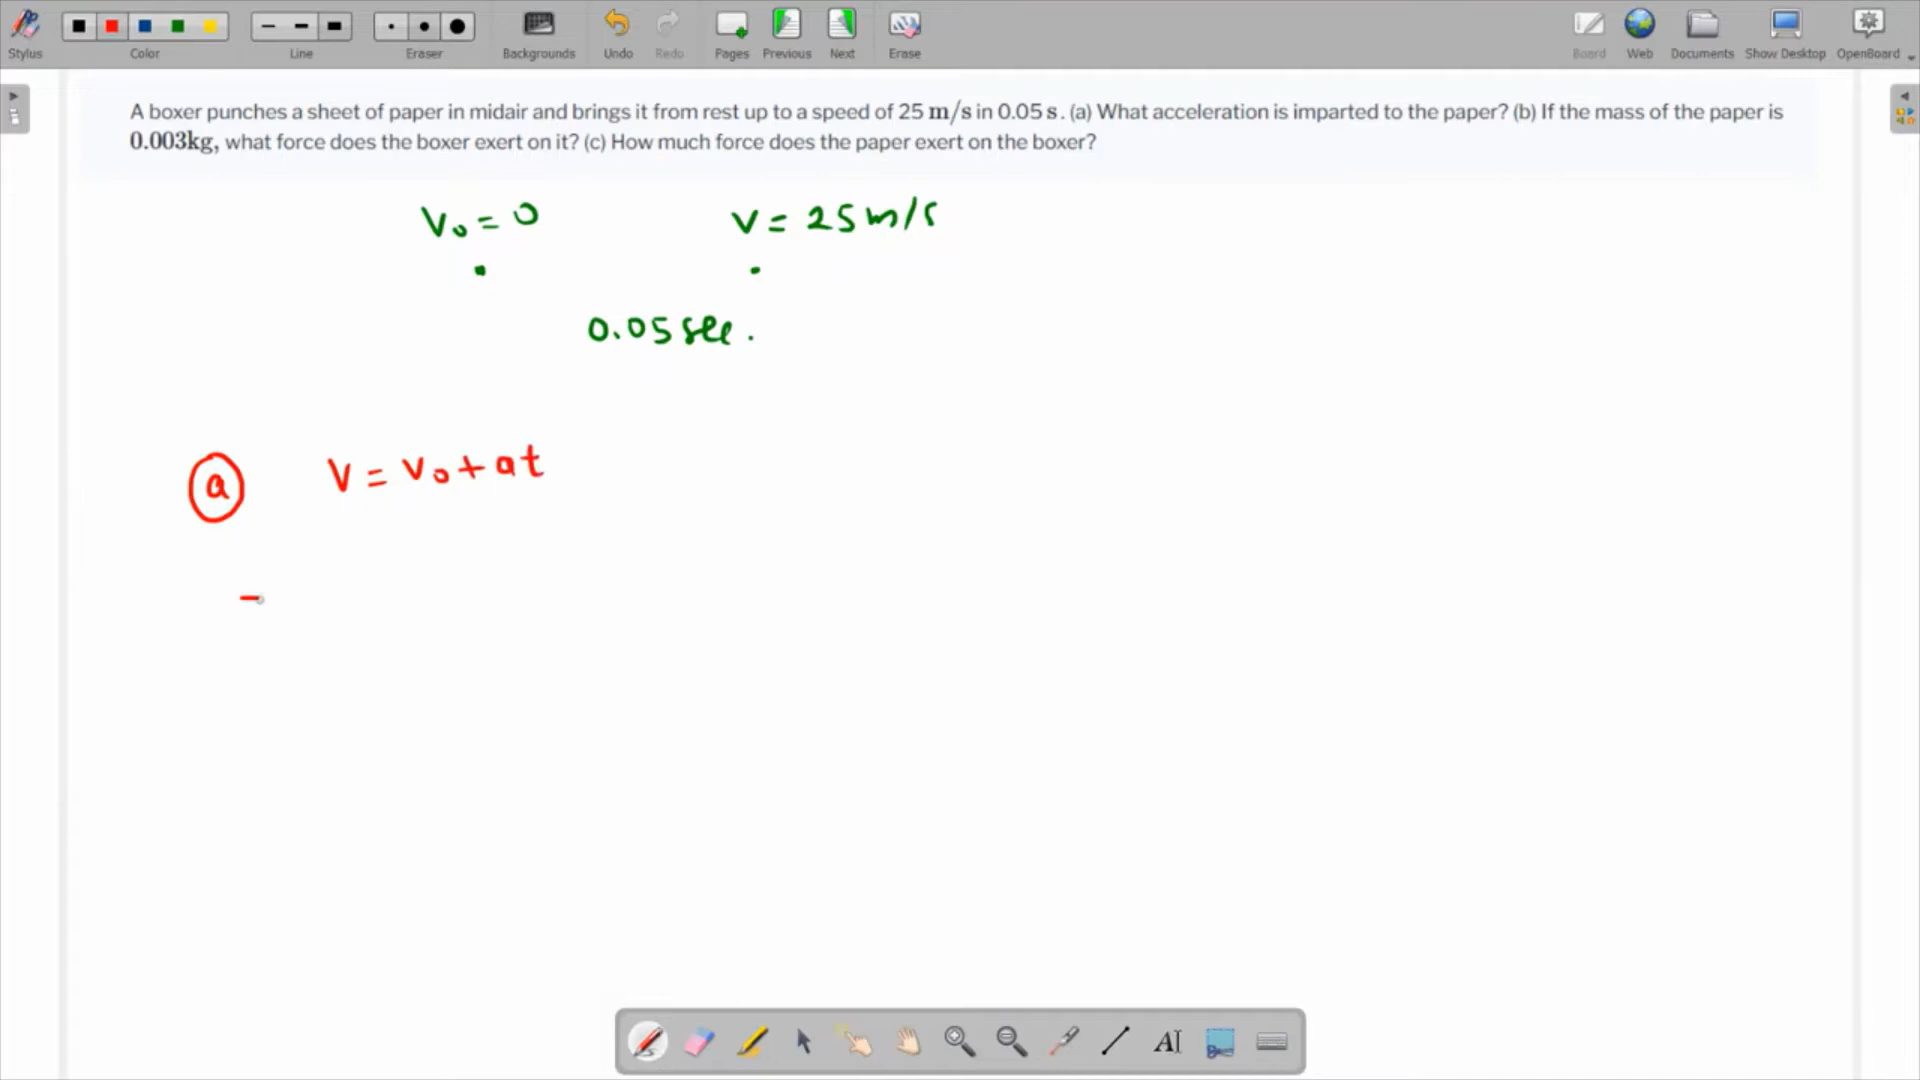 Stylus Color Line Eraser Backgrounds Undo Redo Pages Previous Next Erase Board Web Documents Show Desktop OpenBoard
A boxer punches a sheet of paper in midair and brings it from rest up to a speed of 25 m/s in 0.05 s. (a) What acceleration is imparted to the paper? (b) If the mass of the paper is
0.003kg, what force does the boxer exert on it? (c) How much force does the paper exert on the boxer?
V₀ = 0 V = 25 m/s
0.05 sec.
a V = V₀ + at
AI